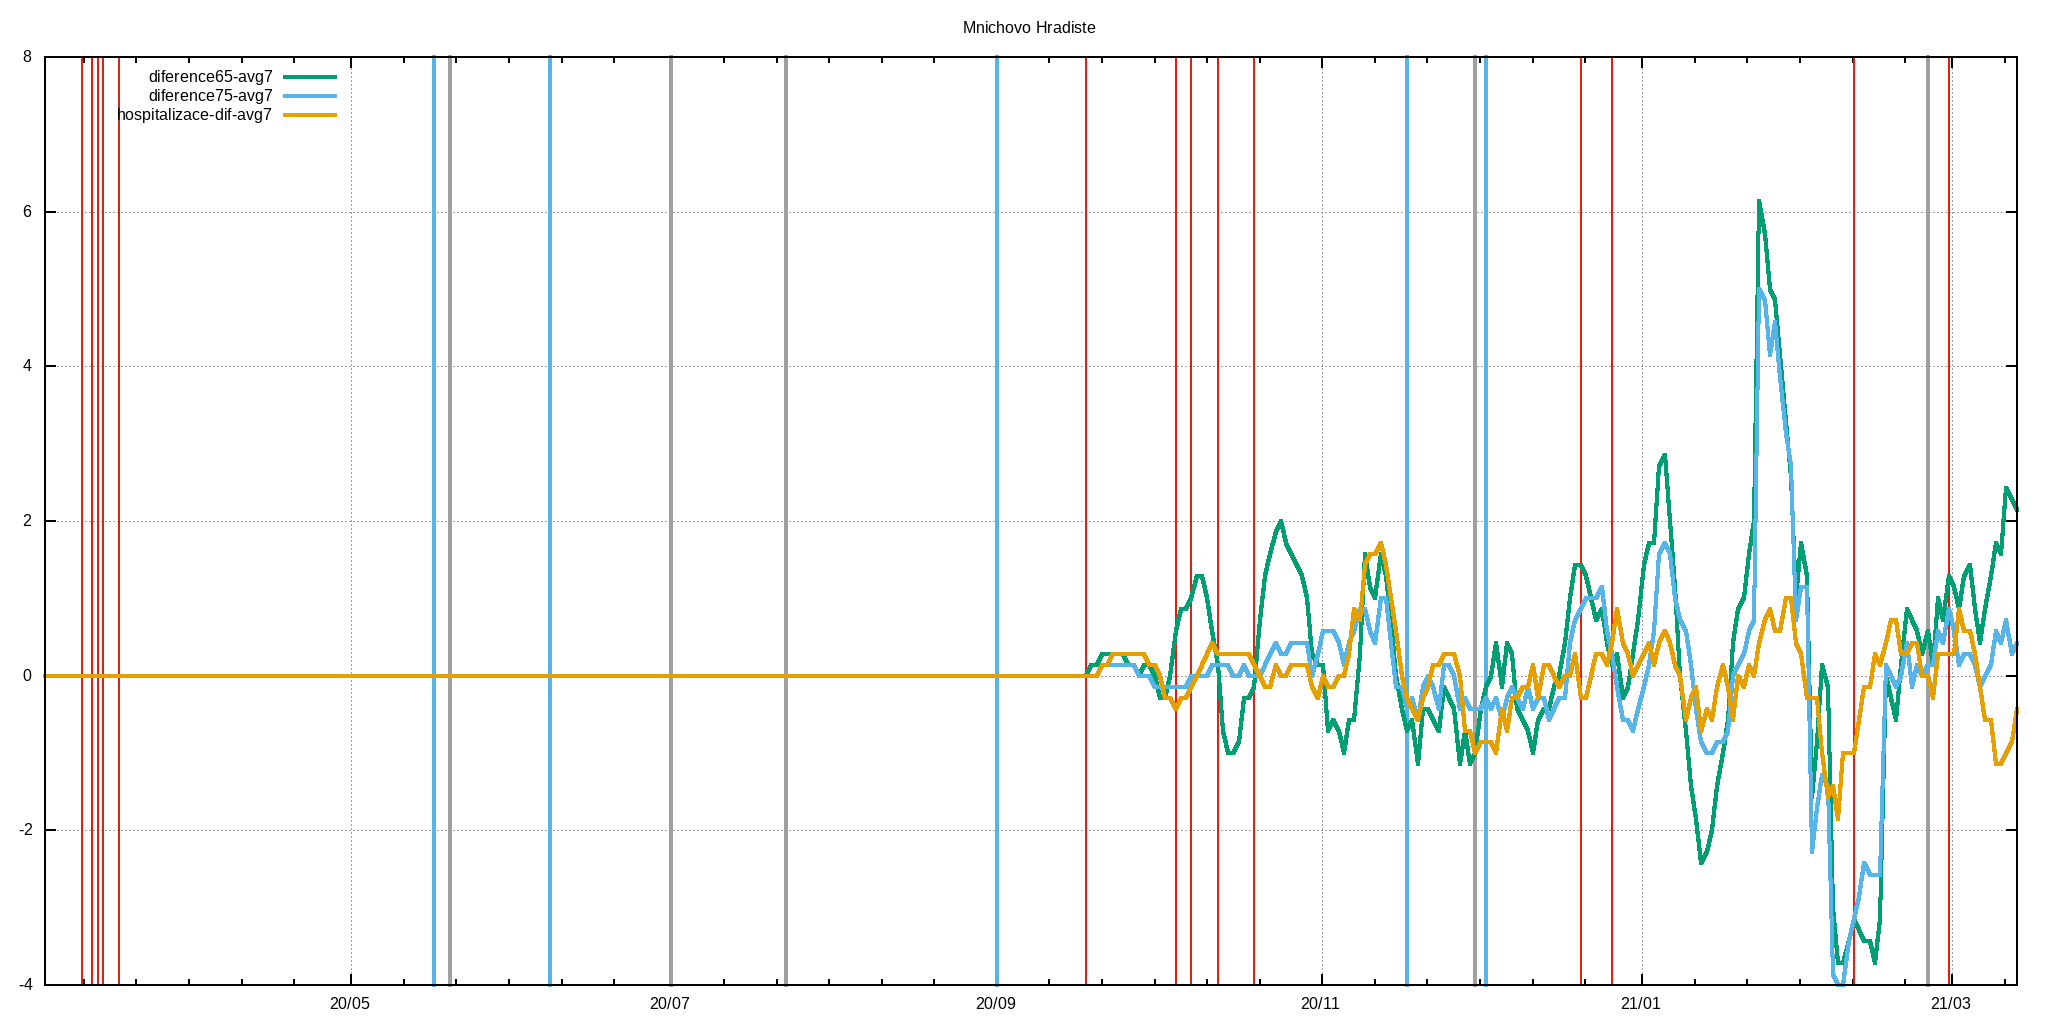 Mnichovo Hradiste
8
diference65-avg7
diference75-avg7
hospitalizace-dif-avg7
6
4
2
0
-2
-4
20/05 20/07 20/09 20/11 21/01 21/03